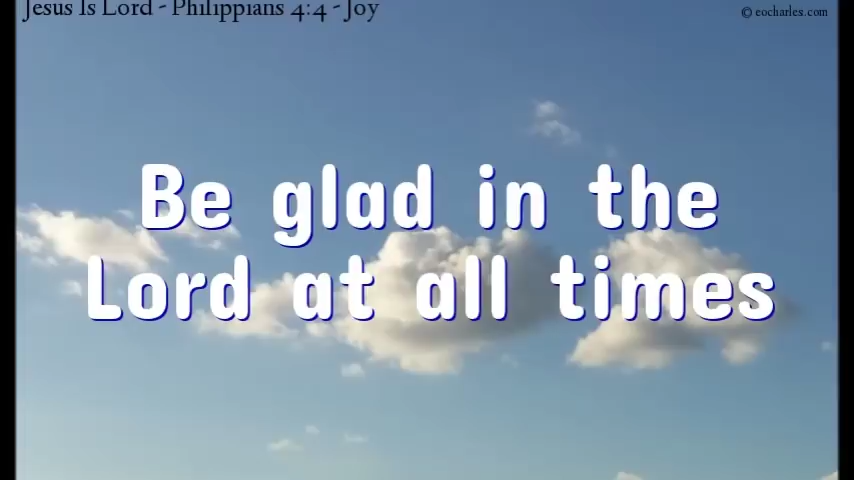 Jesus Is Lord - Philippians 4:4 - Joy
© eocharles.com
Be glad in the
Lord at all times